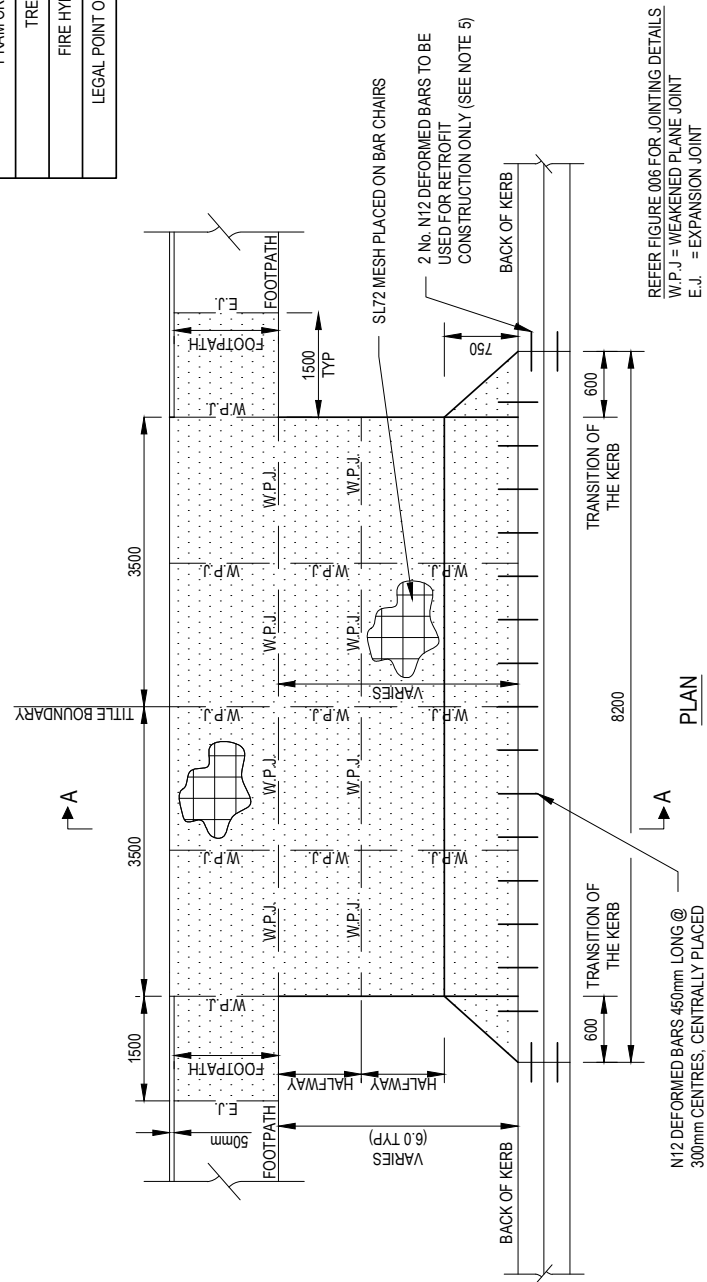 TRE
FIRE HYI
LEGAL POINT O
REFER FIGURE 006 FOR JOINTING DETAILS
W.P.J = WEAKENED PLANE JOINT
E.J. = EXPANSION JOINT
SL72 MESH PLACED ON BAR CHAIRS
2 No. N12 DEFORMED BARS TO BE
USED FOR RETROFIT
CONSTRUCTION ONLY (SEE NOTE 5)
BACK OF KERB
FOOTPATH
E.J.
FOOTPATH
1500
TYP
750
600
TRANSITION OF
THE KERB
W.P.J.
3500
W.P.J.
W.P.J.
W.P.J.
W.P.J.
W.P.J.
W.P.J.
W.P.J.
VARIES
TITLE BOUNDARY
W.P.J.
W.P.J.
W.P.J.
8200
PLAN
A
A
3500
W.P.J.
W.P.J.
W.P.J.
W.P.J.
W.P.J.
W.P.J.
W.P.J.
W.P.J.
TRANSITION OF
THE KERB
600
1500
FOOTPATH
HALFWAY
HALFWAY
E.J.
50mm
FOOTPATH
VARIES
(6.0 TYP)
BACK OF KERB
N12 DEFORMED BARS 450mm LONG @
300mm CENTRES, CENTRALLY PLACED